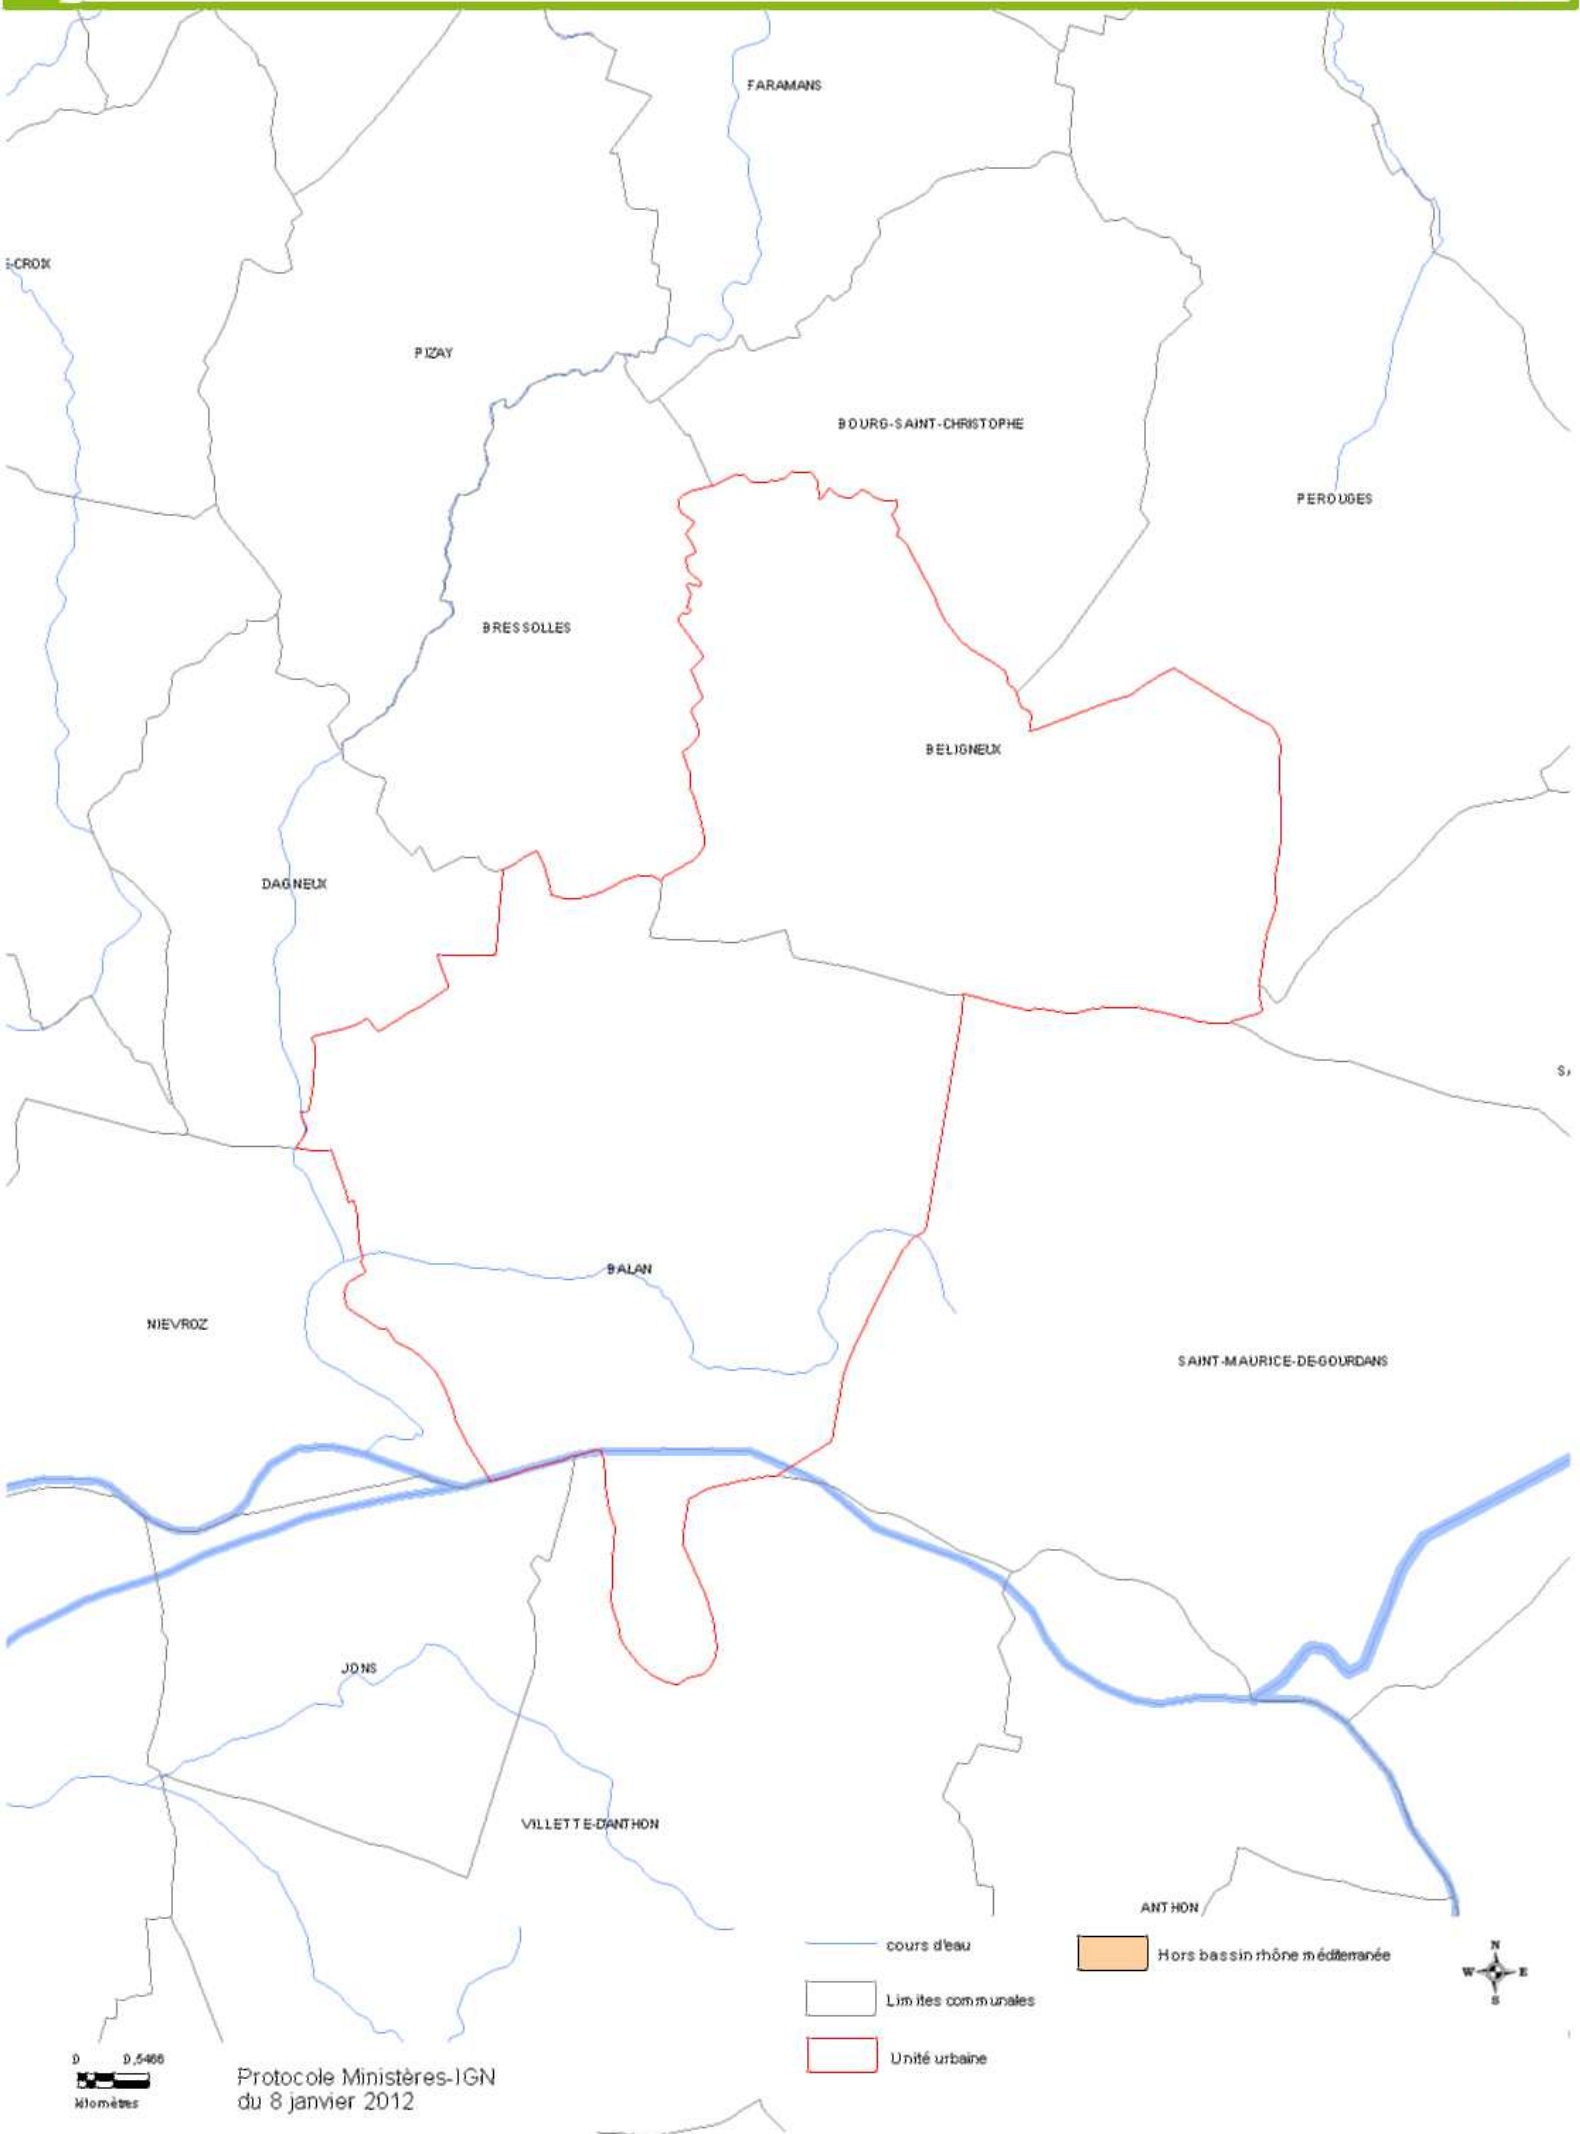 FARAMANS
E-CROIX
PIZAY
BOURG-SAINT-CHRISTOPHE
PEROUGES
BRESSOLLES
BELIGNEUX
DAGNEUX
SA
BALAN
NIEVROZ
SAINT-MAURICE-DE-GOURDANS
JONS
VILLETTE-D'ANTHON
ANTHON
cours d'eau
Hors bassin rhône méditerranée
N
W E
S
Limites communales
Unité urbaine
0 0,5466
kilomètres
Protocole Ministères-IGN
du 8 janvier 2012